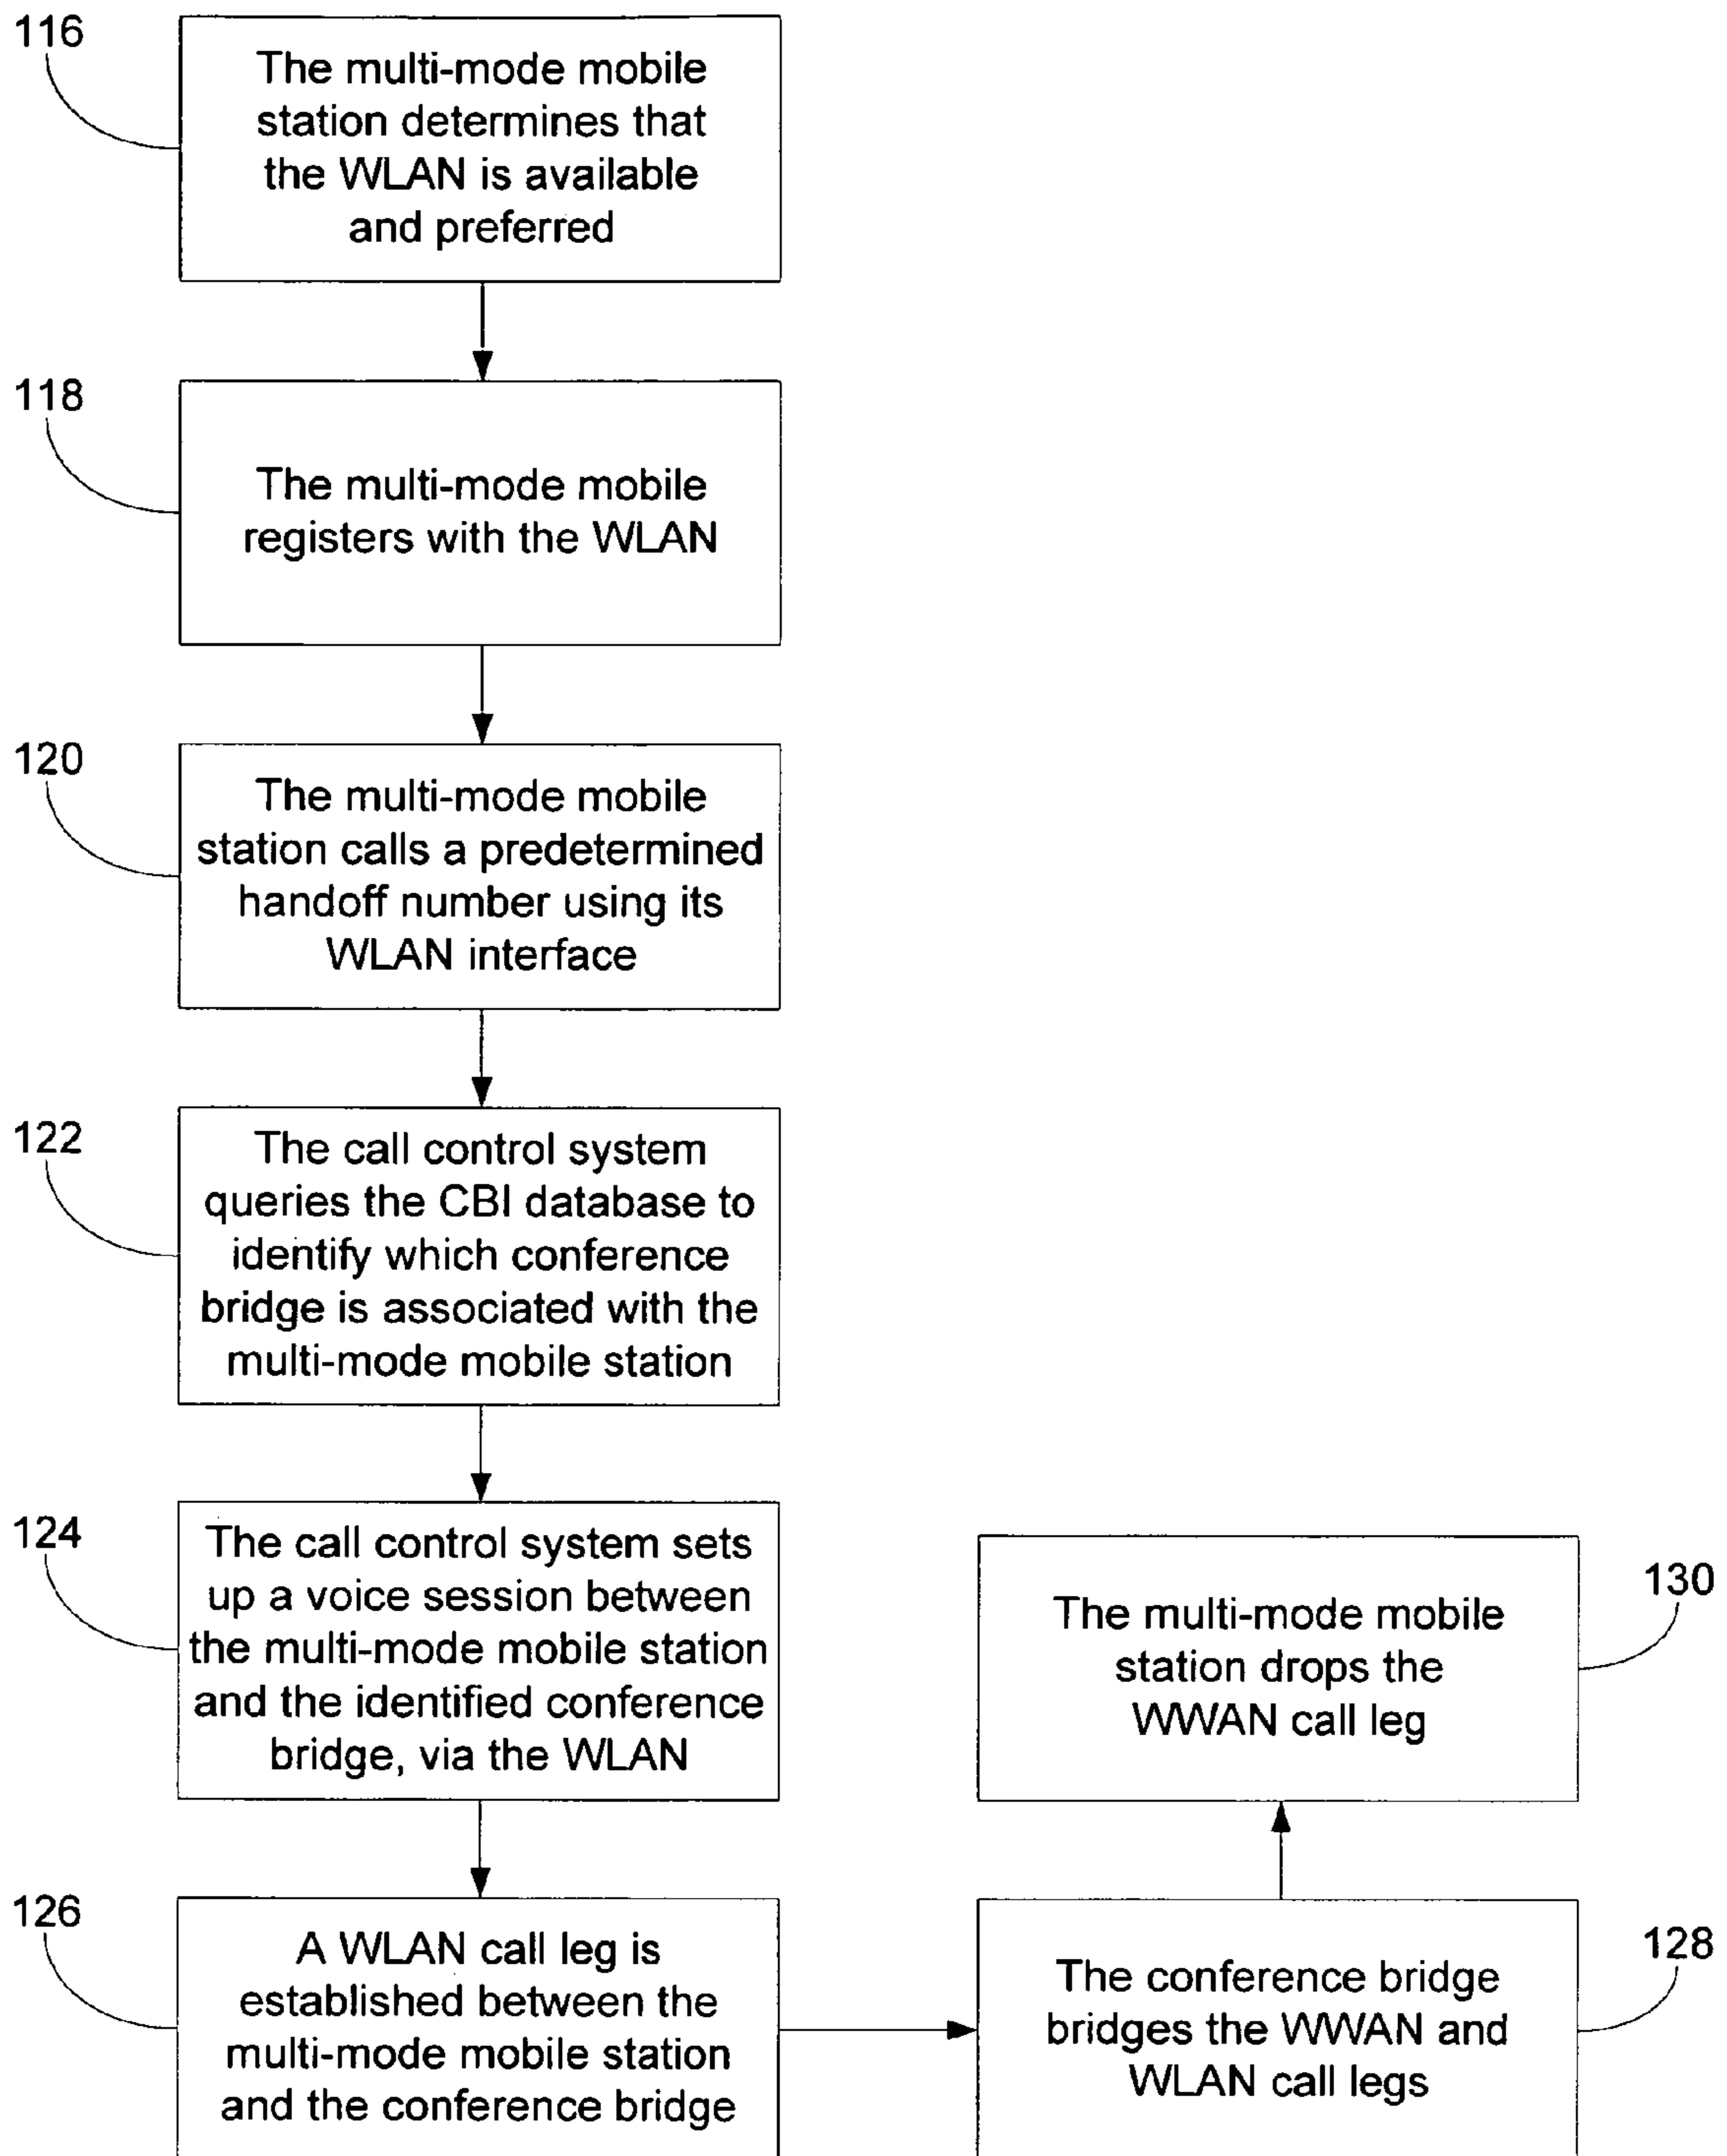 116
The multi-mode mobile
station determines that
the WLAN is available
and preferred
118
The multi-mode mobile
registers with the WLAN
120
The multi-mode mobile
station calls a predetermined
handoff number using its
WLAN interface
122
The call control system
queries the CBI database to
identify which conference
bridge is associated with the
multi-mode mobile station
124
The call control system sets
up a voice session between
the multi-mode mobile station
and the identified conference
bridge, via the WLAN
126
A WLAN call leg is
established between the
multi-mode mobile station
and the conference bridge
128
The conference bridge
bridges the WWAN and
WLAN call legs
130
The multi-mode mobile
station drops the
WWAN call leg